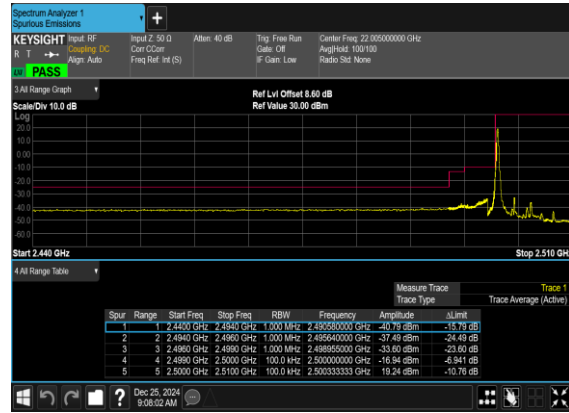 Spectrum Analyzer 1
Spurious Emissions
KEYSIGHT Input: RF Input Z: 50 Ω Atten: 40 dB Trig: Free Run Center Freq: 22.005000000 GHz
R T Coupling: DC Corr CCorr Gate: Off Avg|Hold: 100/100
Align: Auto Freq Ref: Int (S) IF Gain: Low Radio Std: None
LW PASS
3 All Range Graph
Ref Lvl Offset 8.60 dB
Scale/Div 10.0 dB Ref Value 30.00 dBm
Log
20.0
10.0
0.00
-10.0
-20.0
-30.0
-40.0
-50.0
-60.0
Start 2.440 GHz Stop 2.510 GH
4 All Range Table
Measure Trace Trace 1
Trace Type Trace Average (Active)
Spur Range Start Freq Stop Freq RBW Frequency Amplitude ΔLimit
1 1 2.4400 GHz 2.4940 GHz 1.000 MHz 2.490580000 GHz -40.79 dBm -15.79 dB
2 2 2.4940 GHz 2.4960 GHz 1.000 MHz 2.495640000 GHz -37.49 dBm -24.49 dB
3 3 2.4960 GHz 2.4990 GHz 1.000 MHz 2.498955000 GHz -33.60 dBm -23.60 dB
4 4 2.4990 GHz 2.5000 GHz 100.0 kHz 2.500000000 GHz -16.94 dBm -6.941 dB
5 5 2.5000 GHz 2.5100 GHz 100.0 kHz 2.500333333 GHz 19.24 dBm -10.76 dB
? Dec 25, 2024
9:08:02 AM